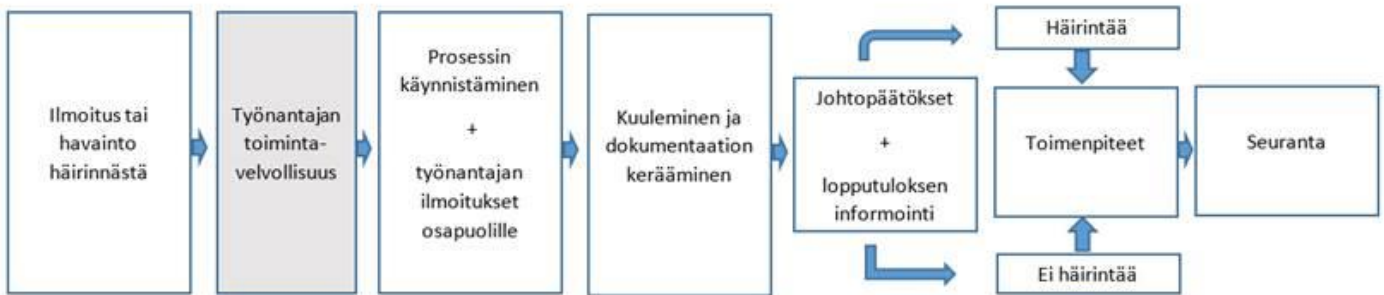 Ilmoitus tai
havainto
häirinnästä
Työnantajan
toiminta-
velvollisuus
Prosessin
käynnistäminen
+
työnantajan
ilmoitukset
osapuolille
Kuuleminen ja
dokumentaation
kerääminen
Johtopäätökset
+
lopputuloksen
informointi
Häirintää
Toimenpiteet
Ei häirintää
Seuranta